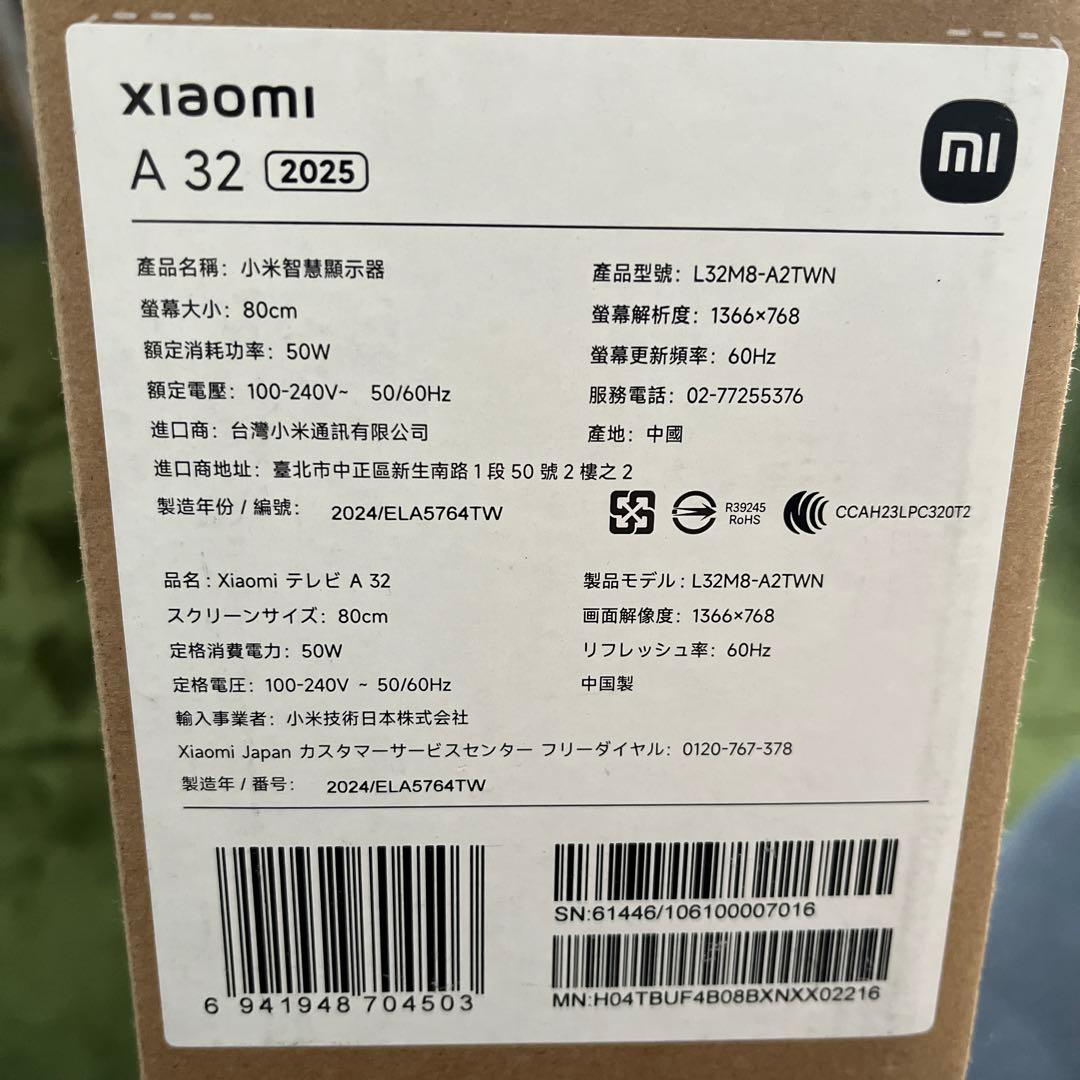 xiaomi
mi
A 32 2025
產品名稱：小米智慧顯示器
產品型號：L32M8-A2TWN
螢幕大小：80cm
螢幕解析度：1366×768
額定消耗功率：50W
螢幕更新頻率：60Hz
額定電壓：100-240V~ 50/60Hz
服務電話：02-77255376
進口商：台灣小米通訊有限公司
產地：中國
進口商地址：臺北市中正區新生南路1段50號2樓之2
製造年份 / 編號： 2024/ELA5764TW
R39245
RoHS
CCAH23LPC320T2
品名 : Xiaomi テレビ A 32
製品モデル : L32M8-A2TWN
スクリーンサイズ：80cm
画面解像度：1366×768
定格消費電力：50W
リフレッシュ率：60Hz
定格電圧：100-240V ~ 50/60Hz
中国製
輸入事業者：小米技術日本株式会社
Xiaomi Japan カスタマーサービスセンター フリーダイヤル：0120-767-378
製造年 / 番号： 2024/ELA5764TW
6 941948 704503
SN:61446/106100007016
MN:H04TBUF4B08BXNXX02216